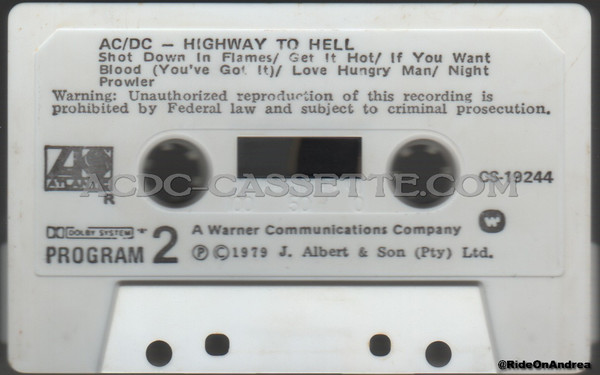 AC/DC – HIGHWAY TO HELL
Shot Down In Flames/ Get It Hot/ If You Want
Blood (You've Got It)/ Love Hungry Man/ Night
Prowler
Warning: Unauthorized reproduction of this recording is
prohibited by Federal law and subject to criminal prosecution.
ATLANTIC
R
ACDC-CASSETTE.COM
CS-19244
DOLBY SYSTEM
PROGRAM 2
A Warner Communications Company
Ⓟ ©1979 J. Albert & Son (Pty) Ltd.
@RideOnAndrea